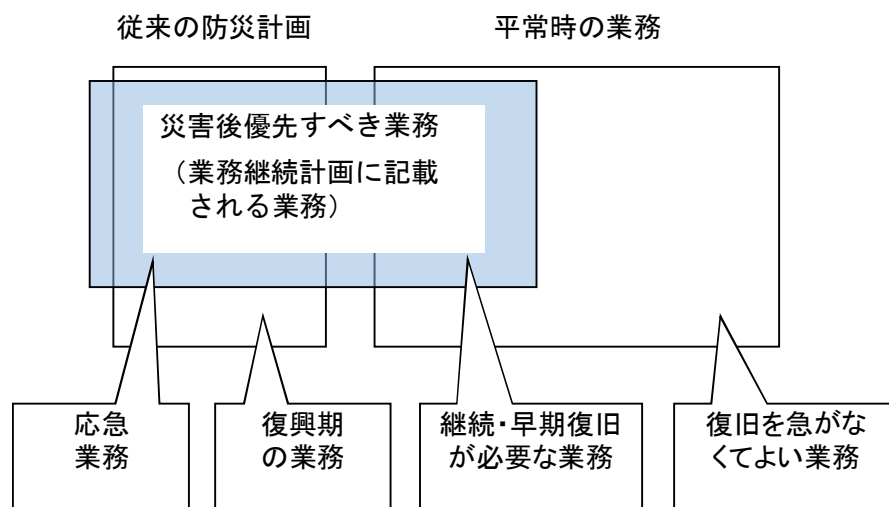 従来の防災計画
平常時の業務
災害後優先すべき業務
（業務継続計画に記載
される業務）
応急
業務
復興期
の業務
継続・早期復旧
が必要な業務
復旧を急がな
くてよい業務